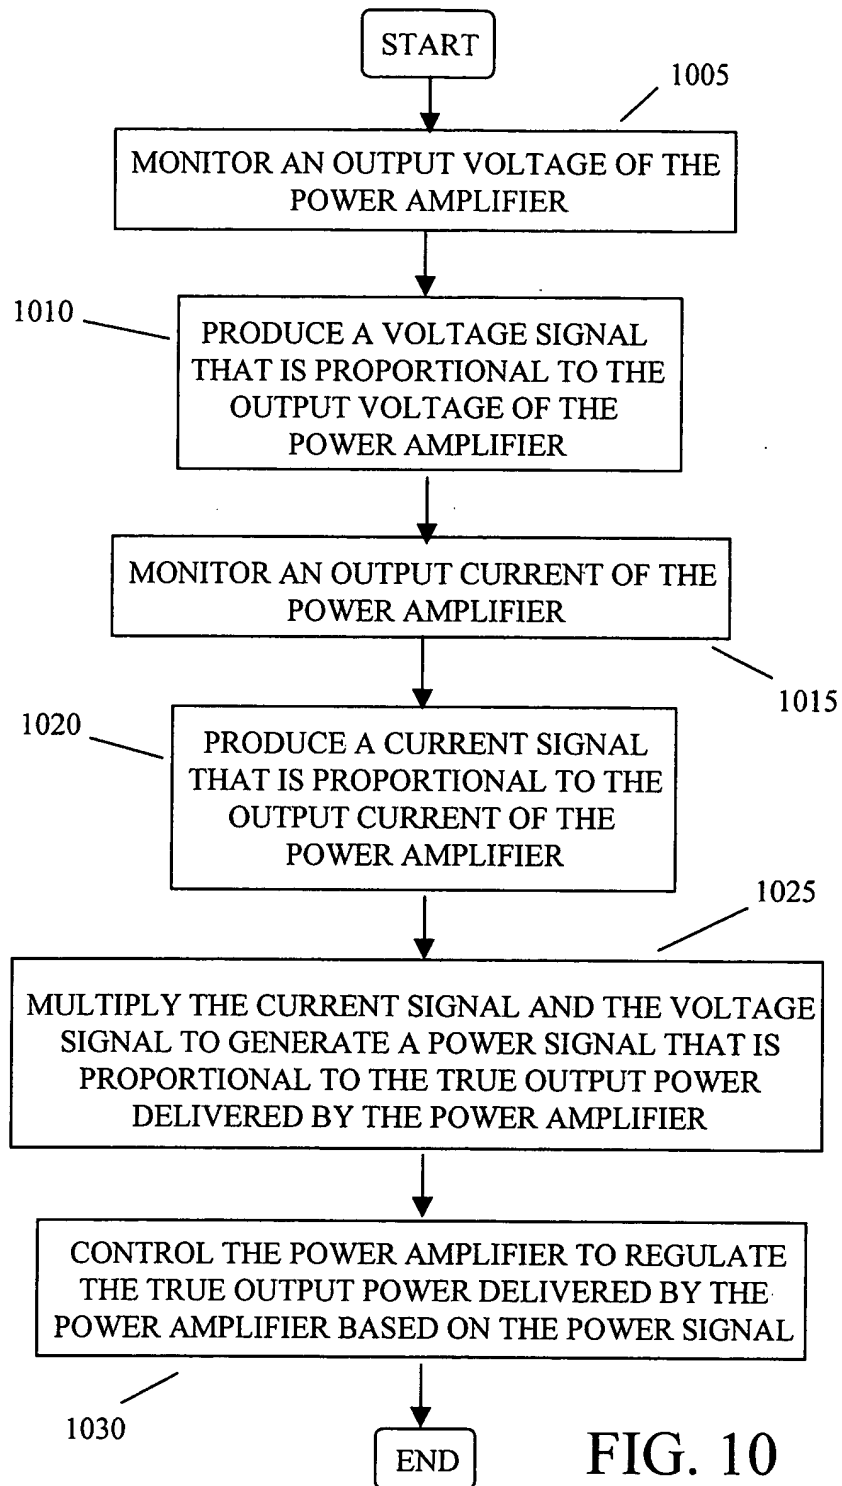 START
1005
MONITOR AN OUTPUT VOLTAGE OF THE
POWER AMPLIFIER
1010
PRODUCE A VOLTAGE SIGNAL
THAT IS PROPORTIONAL TO THE
OUTPUT VOLTAGE OF THE
POWER AMPLIFIER
MONITOR AN OUTPUT CURRENT OF THE
POWER AMPLIFIER
1015
1020
PRODUCE A CURRENT SIGNAL
THAT IS PROPORTIONAL TO THE
OUTPUT CURRENT OF THE
POWER AMPLIFIER
1025
MULTIPLY THE CURRENT SIGNAL AND THE VOLTAGE
SIGNAL TO GENERATE A POWER SIGNAL THAT IS
PROPORTIONAL TO THE TRUE OUTPUT POWER
DELIVERED BY THE POWER AMPLIFIER
CONTROL THE POWER AMPLIFIER TO REGULATE
THE TRUE OUTPUT POWER DELIVERED BY THE
POWER AMPLIFIER BASED ON THE POWER SIGNAL
1030
END
FIG. 10